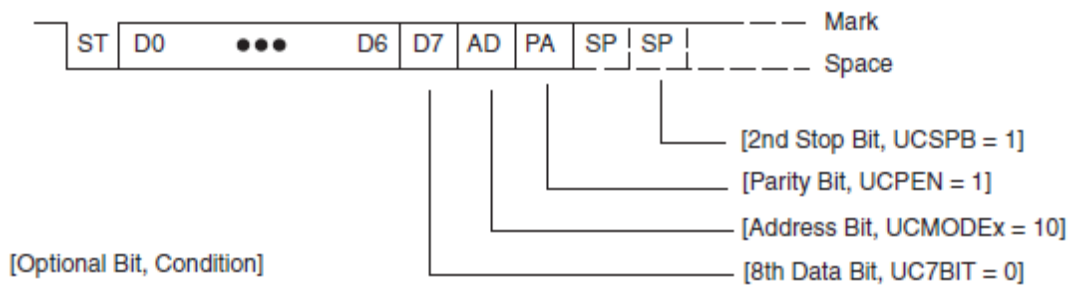 Mark
ST D0 ●●● D6 D7 AD PA SP SP
Space
[2nd Stop Bit, UCSPB = 1]
[Parity Bit, UCPEN = 1]
[Address Bit, UCMODEx = 10]
[Optional Bit, Condition]
[8th Data Bit, UC7BIT = 0]